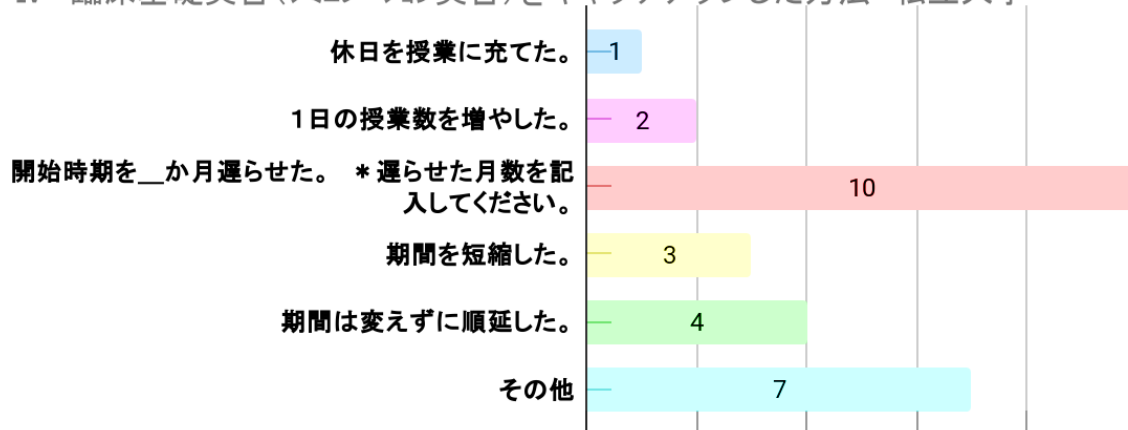 休日を授業に充てた。
1
1日の授業数を増やした。
2
開始時期を__か月遅らせた。 *遅らせた月数を記
入してください。
10
期間を短縮した。
3
期間は変えずに順延した。
4
その他
7